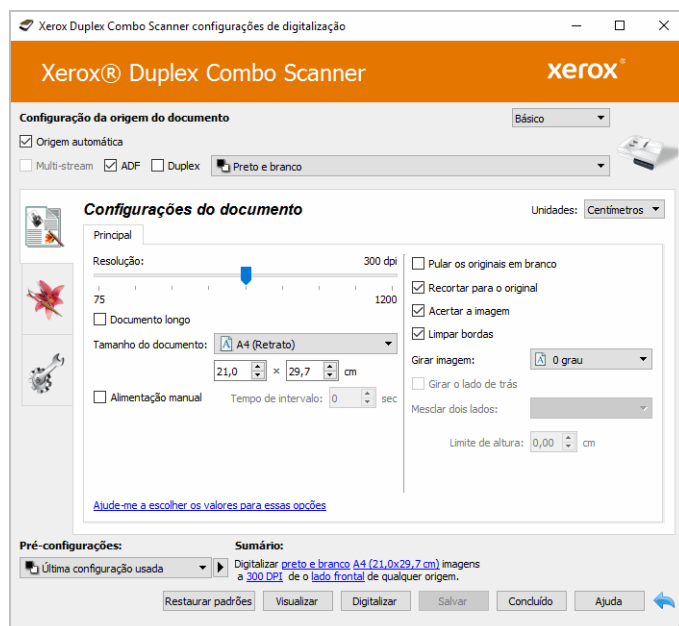 Xerox Duplex Combo Scanner configurações de digitalização
Xerox® Duplex Combo Scanner
xerox®
Configuração da origem do documento
Básico
Origem automática
Multi-stream ADF Duplex Preto e branco
Configurações do documento
Unidades: Centímetros
Principal
Resolução: 300 dpi
75 1200
Documento longo
Tamanho do documento: A4 (Retrato)
21,0 × 29,7 cm
Alimentação manual Tempo de intervalo: 0 sec
Pular os originais em branco
Recortar para o original
Acertar a imagem
Limpar bordas
Girar imagem: 0 grau
Girar o lado de trás
Mesclar dois lados:
Limite de altura: 0,00 cm
Ajude-me a escolher os valores para essas opções
Pré-configurações:
Última configuração usada
Sumário:
Digitalizar preto e branco A4 (21,0x29,7 cm) imagens
a 300 DPI de o lado frontal de qualquer origem.
Restaurar padrões Visualizar Digitalizar Salvar Concluído Ajuda